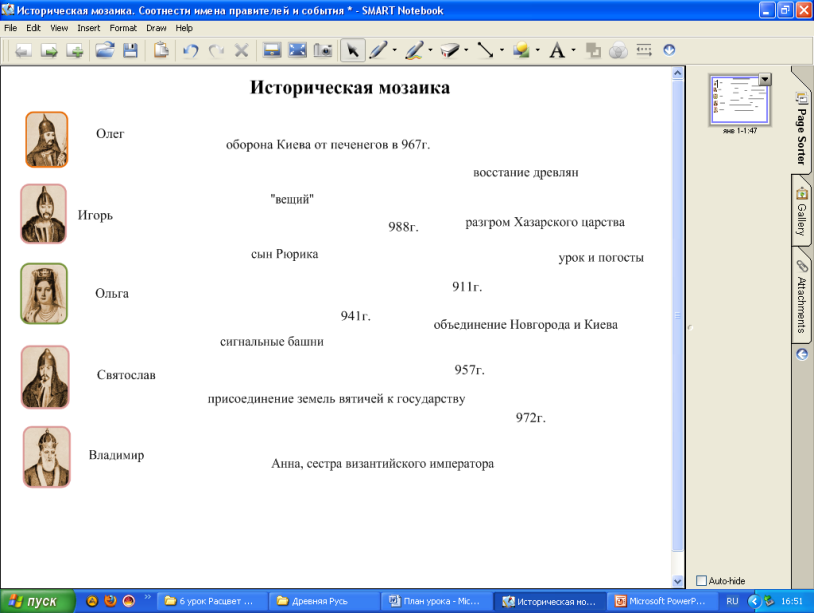 Историческая мозаика. Соотнести имена правителей и события * - SMART Notebook
File Edit View Insert Format Draw Help
Историческая мозаика
Олег
оборона Киева от печенегов в 967г.
восстание древлян
"вещий"
Игорь
988г.
разгром Хазарского царства
сын Рюрика
урок и погосты
Ольга
911г.
941г.
объединение Новгорода и Киева
сигнальные башни
957г.
Святослав
присоединение земель вятичей к государству
972г.
Владимир
Анна, сестра византийского императора
янв 1-1:47
Page Sorter
Gallery
Attachments
Auto-hide
пуск
6 урок Расцвет ...
Древняя Русь
План урока - Mic...
Историческая мо...
Microsoft PowerP...
RU
16:51